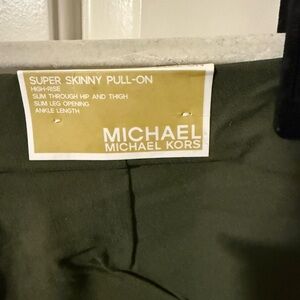 SUPER SKINNY PULL-ON
HIGH-RISE
SLIM THROUGH HIP AND THIGH
SLIM LEG OPENING
ANKLE LENGTH
MICHAEL
MICHAEL KORS